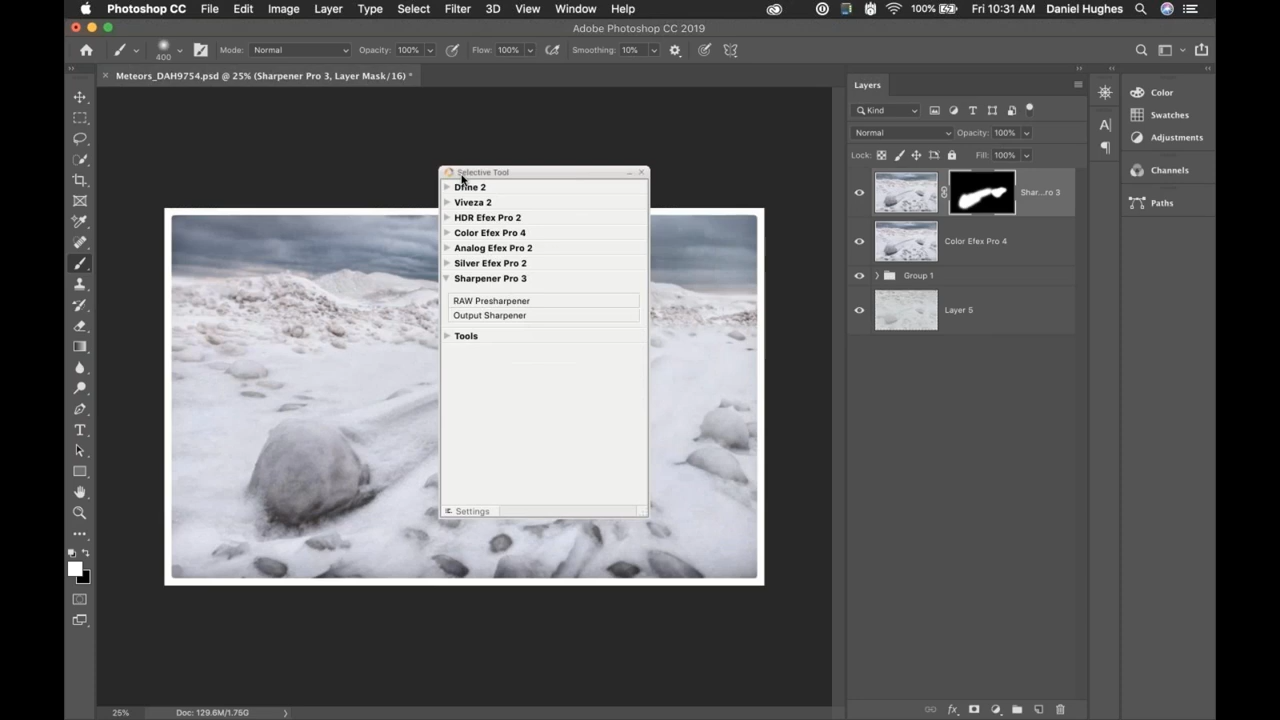 Photoshop CC File Edit Image Layer Type Select Filter 3D View Window Help 100% Fri 10:31 AM Daniel Hughes
Adobe Photoshop CC 2019
400 Mode: Normal Opacity: 100% Flow: 100% Smoothing: 10%
Meteors_DAH9754.psd @ 25% (Sharpener Pro 3, Layer Mask/16) *
Selective Tool
Dfine 2
Viveza 2
HDR Efex Pro 2
Color Efex Pro 4
Analog Efex Pro 2
Silver Efex Pro 2
Sharpener Pro 3
RAW Presharpener
Output Sharpener
Tools
Settings
Layers
Kind
Normal Opacity: 100%
Lock: Fill: 100%
Shar...ro 3
Color Efex Pro 4
Group 1
Layer 5
Color
Swatches
Adjustments
Channels
Paths
25% Doc: 129.6M/1.75G